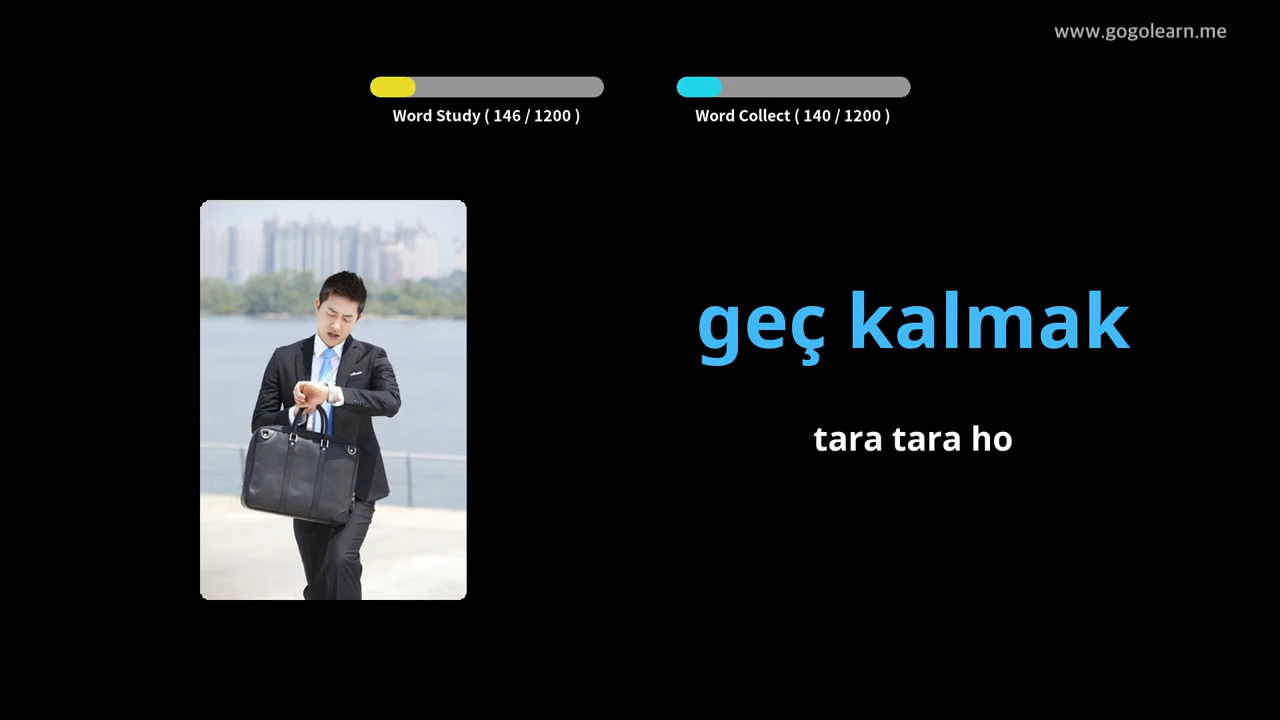 www.gogolearn.me
Word Study ( 146 / 1200 )
Word Collect ( 140 / 1200 )
geç kalmak
tara tara ho